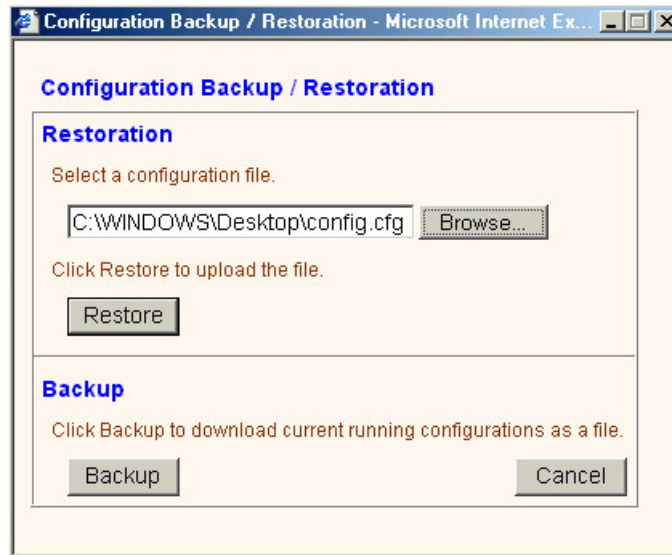 Configuration Backup / Restoration - Microsoft Internet Ex...
Configuration Backup / Restoration
Restoration
Select a configuration file.
C:\WINDOWS\Desktop\config.cfg Browse...
Click Restore to upload the file.
Restore
Backup
Click Backup to download current running configurations as a file.
Backup Cancel